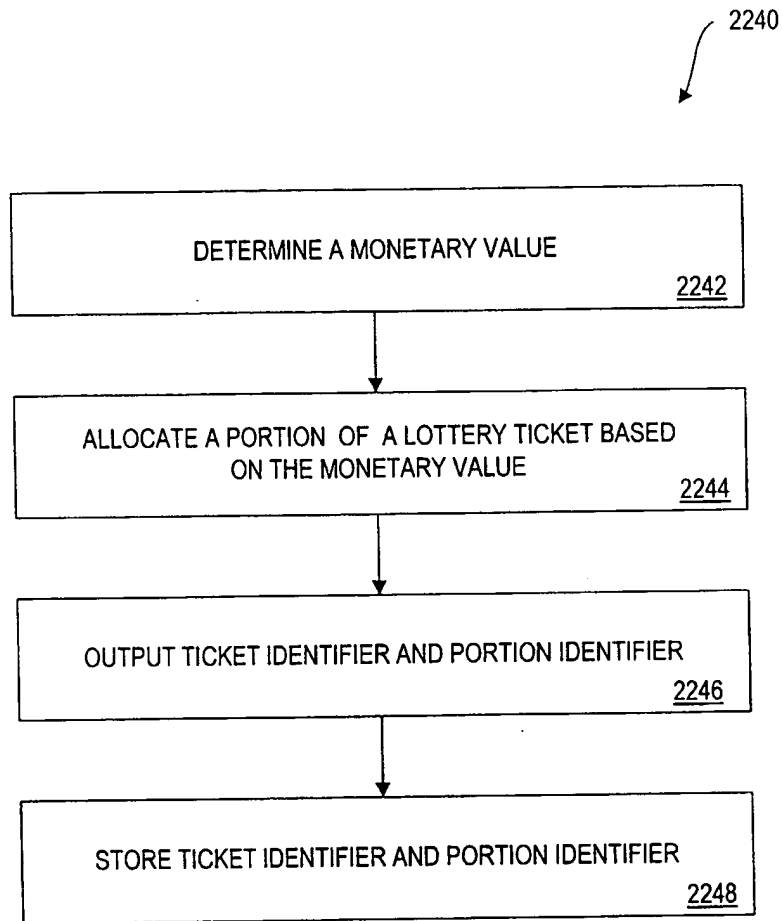 2240
DETERMINE A MONETARY VALUE
2242
ALLOCATE A PORTION OF A LOTTERY TICKET BASED
ON THE MONETARY VALUE
2244
OUTPUT TICKET IDENTIFIER AND PORTION IDENTIFIER
2246
STORE TICKET IDENTIFIER AND PORTION IDENTIFIER
2248